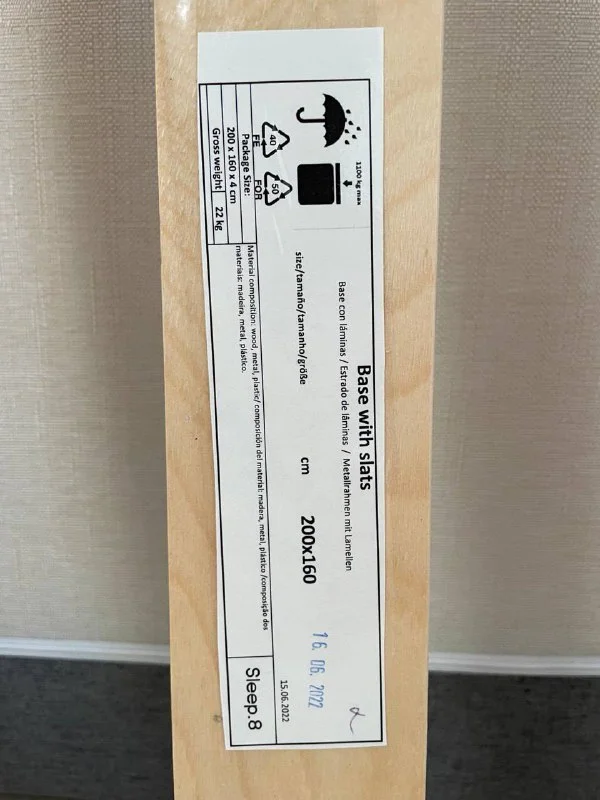 Base with slats
Base con láminas / Estrado de lâminas / Metallrahmen mit Lamellen
1100 kg max
size/tamaño/tamanho/größe cm 200x160
16. 06. 2022
15.06.2022
40
FE
50
FOR
Package Size:
200 x 160 x 4 cm
Gross weight 22 kg
Material composition: wood, metal, plastic/ composición del material: madera, metal, plástico /composição dos
materiais: madeira, metal, plástico.
Sleep.8